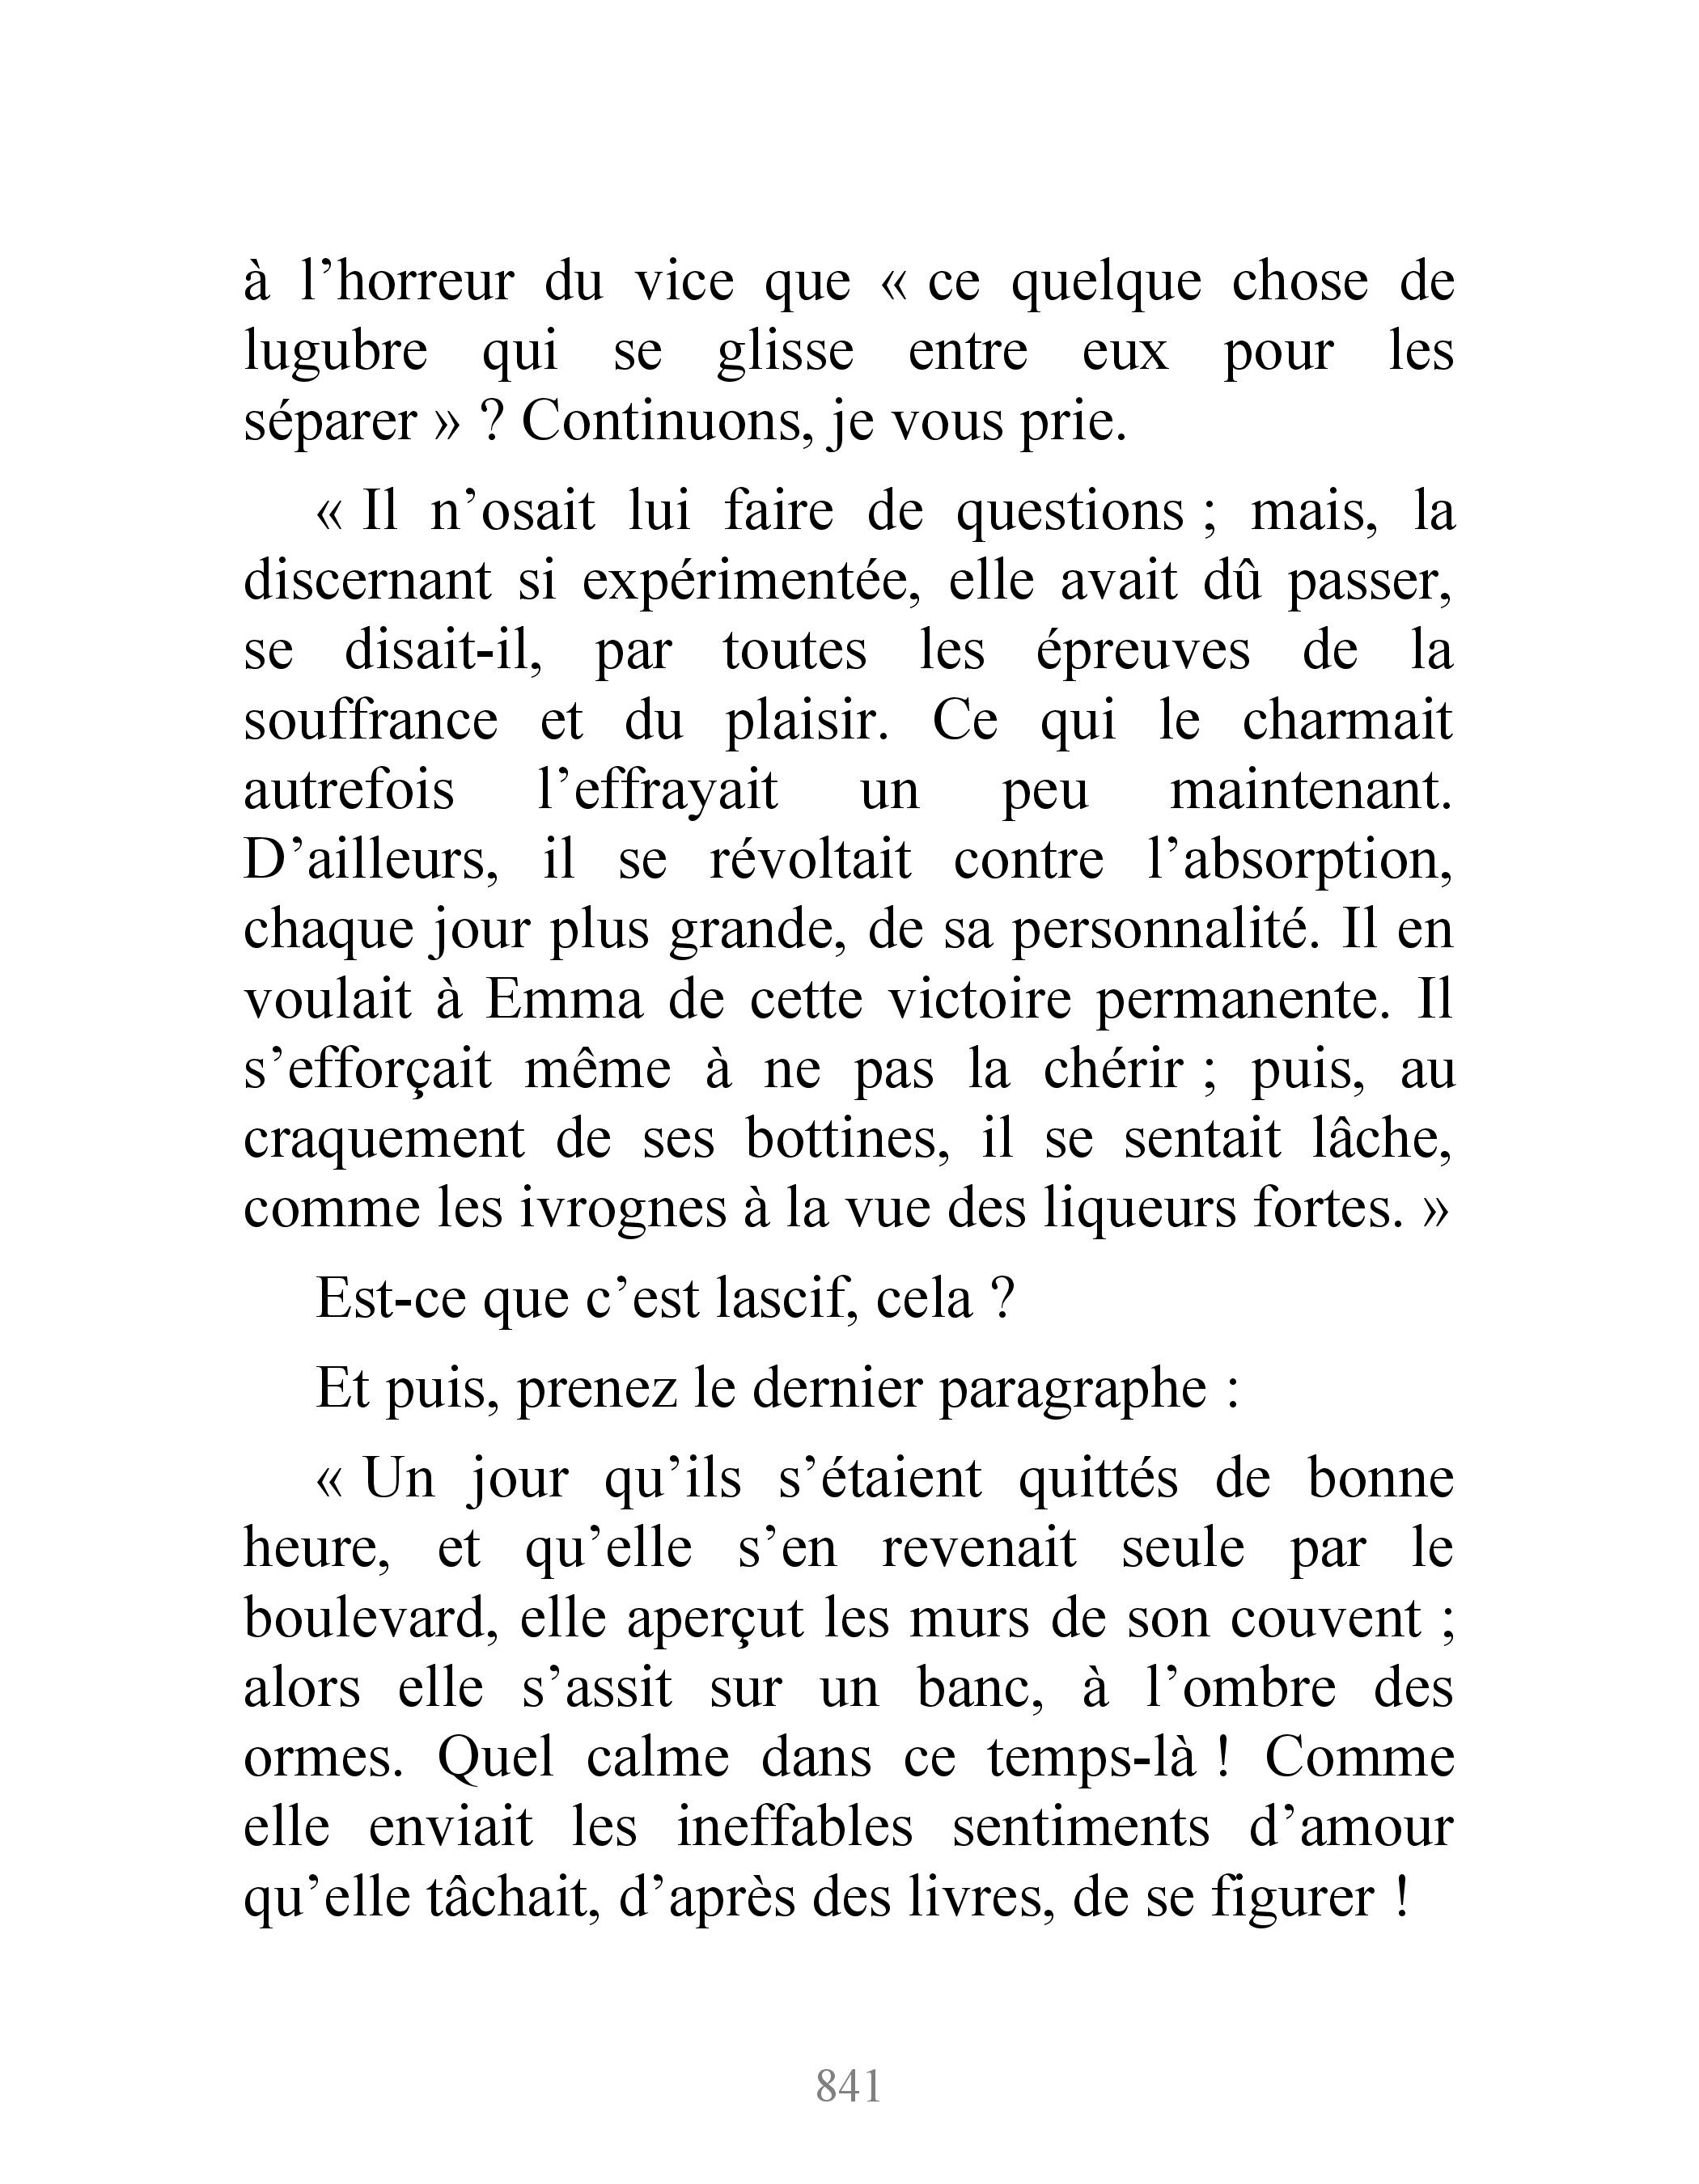 à l’horreur du vice que « ce quelque chose de
lugubre qui se glisse entre eux pour les
séparer » ? Continuons, je vous prie.
« Il n’osait lui faire de questions ; mais, la
discernant si expérimentée, elle avait dû passer,
se disait-il, par toutes les épreuves de la
souffrance et du plaisir. Ce qui le charmait
autrefois l’effrayait un peu maintenant.
D’ailleurs, il se révoltait contre l’absorption,
chaque jour plus grande, de sa personnalité. Il en
voulait à Emma de cette victoire permanente. Il
s’efforçait même à ne pas la chérir ; puis, au
craquement de ses bottines, il se sentait lâche,
comme les ivrognes à la vue des liqueurs fortes. »
Est-ce que c’est lascif, cela ?
Et puis, prenez le dernier paragraphe :
« Un jour qu’ils s’étaient quittés de bonne
heure, et qu’elle s’en revenait seule par le
boulevard, elle aperçut les murs de son couvent ;
alors elle s’assit sur un banc, à l’ombre des
ormes. Quel calme dans ce temps-là ! Comme
elle enviait les ineffables sentiments d’amour
qu’elle tâchait, d’après des livres, de se figurer !
841